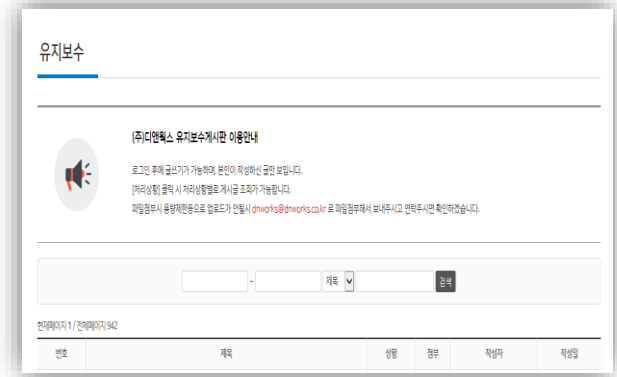 유지보수
(주)디앤웍스 유지보수게시판 이용안내
로그인 후에 글쓰기가 가능하며, 본인이 작성하신 글만 보입니다.
[처리상황] 클릭 시 처리상황별로 게시글 조회가 가능합니다.
파일첨부시 용량제한등으로 업로드가 안될시 dnworks@dnworks.co.kr 로 파일첨부해서 보내주시고 연락주시면 확인하겠습니다.
~ 제목 검색
현재페이지 1 / 전체페이지 942
번호 제목 상황 첨부 작성자 작성일